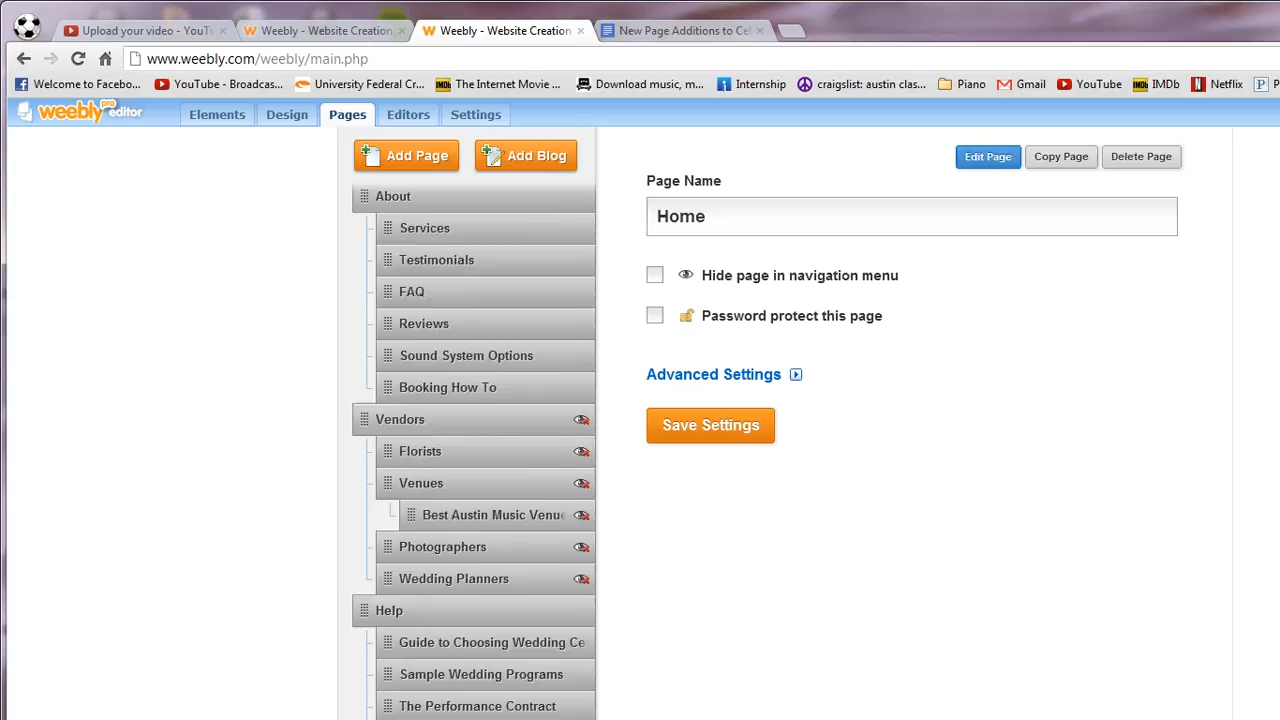 Upload your video - YouTu
Weebly - Website Creation
Weebly - Website Creation
New Page Additions to Cel
www.weebly.com/weebly/main.php
Welcome to Facebo...
YouTube - Broadcas...
University Federal Cr...
The Internet Movie ...
Download music, m...
Internship
craigslist: austin clas...
Piano
Gmail
YouTube
IMDb
Netflix
weebly pro editor
Elements
Design
Pages
Editors
Settings
Add Page
Add Blog
Edit Page
Copy Page
Delete Page
Page Name
Home
Hide page in navigation menu
Password protect this page
Advanced Settings
Save Settings
About
Services
Testimonials
FAQ
Reviews
Sound System Options
Booking How To
Vendors
Florists
Venues
Best Austin Music Venu
Photographers
Wedding Planners
Help
Guide to Choosing Wedding Ce
Sample Wedding Programs
The Performance Contract